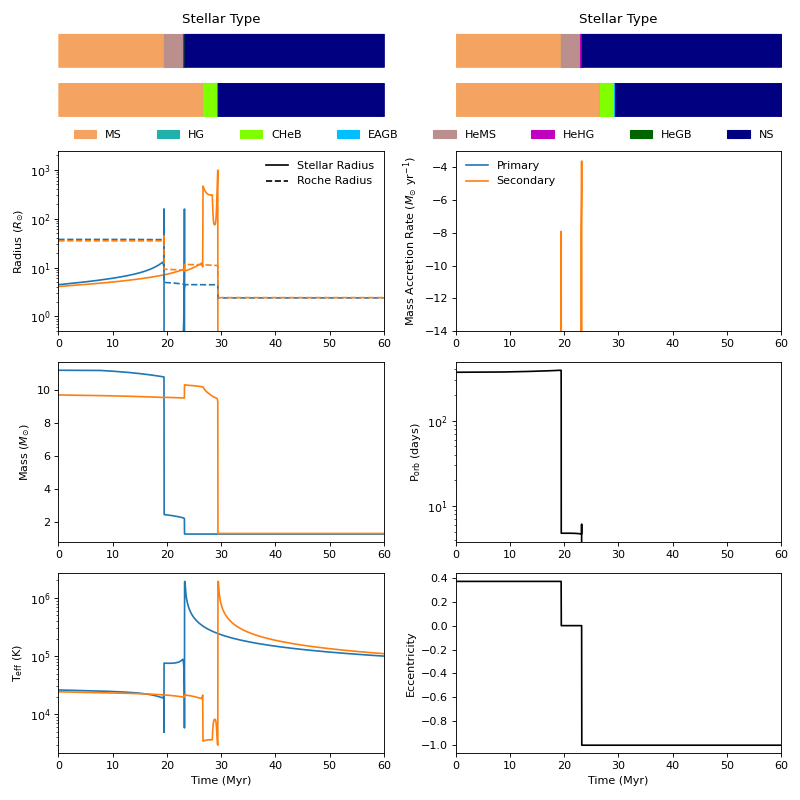 Stellar Type
Stellar Type
MS HG CHeB EAGB HeMS HeHG HeGB NS
Radius (R⊙)
10³
10²
10¹
10⁰
Stellar Radius
Roche Radius
0 10 20 30 40 50 60
Mass Accretion Rate (M⊙ yr⁻¹)
−4
−6
−8
−10
−12
−14
Primary
Secondary
0 10 20 30 40 50 60
Mass (M⊙)
10
8
6
4
2
0 10 20 30 40 50 60
Porb (days)
10²
10¹
0 10 20 30 40 50 60
Teff (K)
10⁶
10⁵
10⁴
0 10 20 30 40 50 60
Time (Myr)
Eccentricity
0.4
0.2
0.0
−0.2
−0.4
−0.6
−0.8
−1.0
0 10 20 30 40 50 60
Time (Myr)